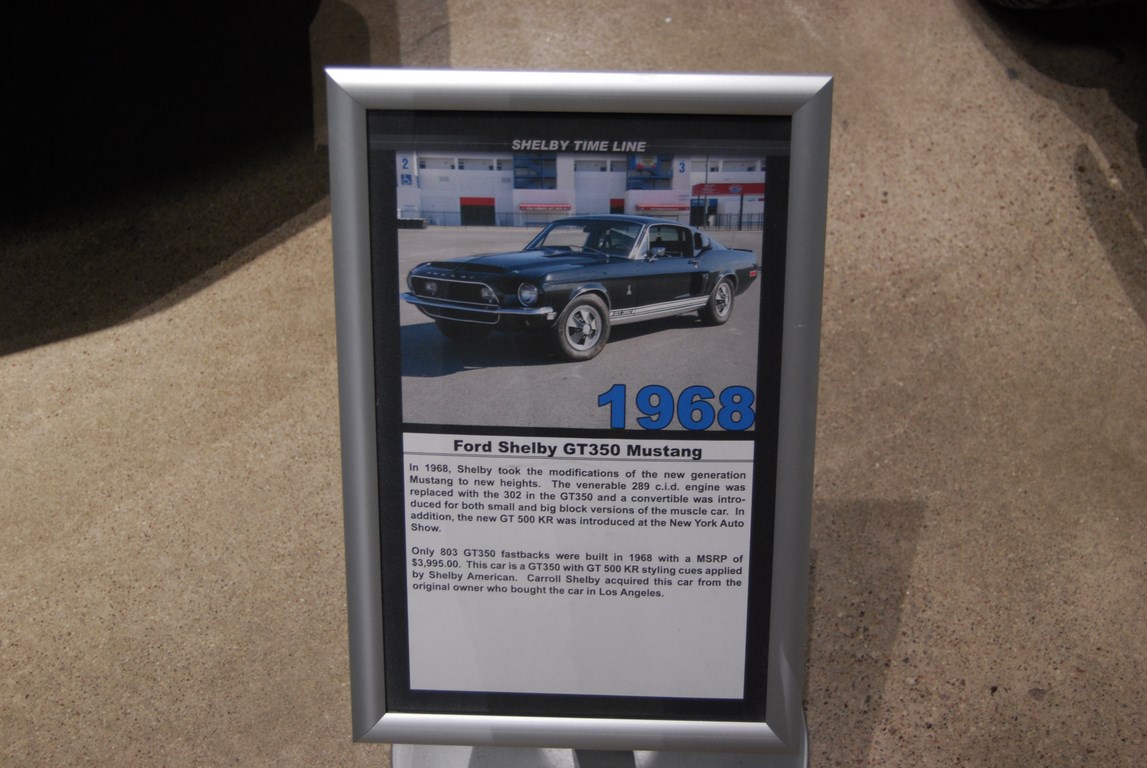 SHELBY TIME LINE
2
3
1968
Ford Shelby GT350 Mustang
In 1968, Shelby took the modifications of the new generation
Mustang to new heights. The venerable 289 c.i.d. engine was
replaced with the 302 in the GT350 and a convertible was intro-
duced for both small and big block versions of the muscle car. In
addition, the new GT 500 KR was introduced at the New York Auto
Show.
Only 803 GT350 fastbacks were built in 1968 with a MSRP of
$3,995.00. This car is a GT350 with GT 500 KR styling cues applied
by Shelby American. Carroll Shelby acquired this car from the
original owner who bought the car in Los Angeles.